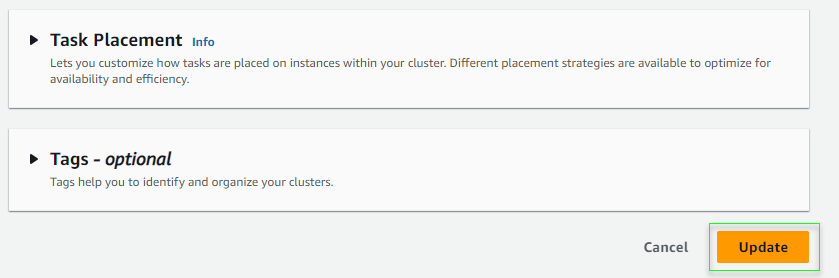 Task Placement Info
Lets you customize how tasks are placed on instances within your cluster. Different placement strategies are available to optimize for
availability and efficiency.
Tags - optional
Tags help you to identify and organize your clusters.
Cancel
Update